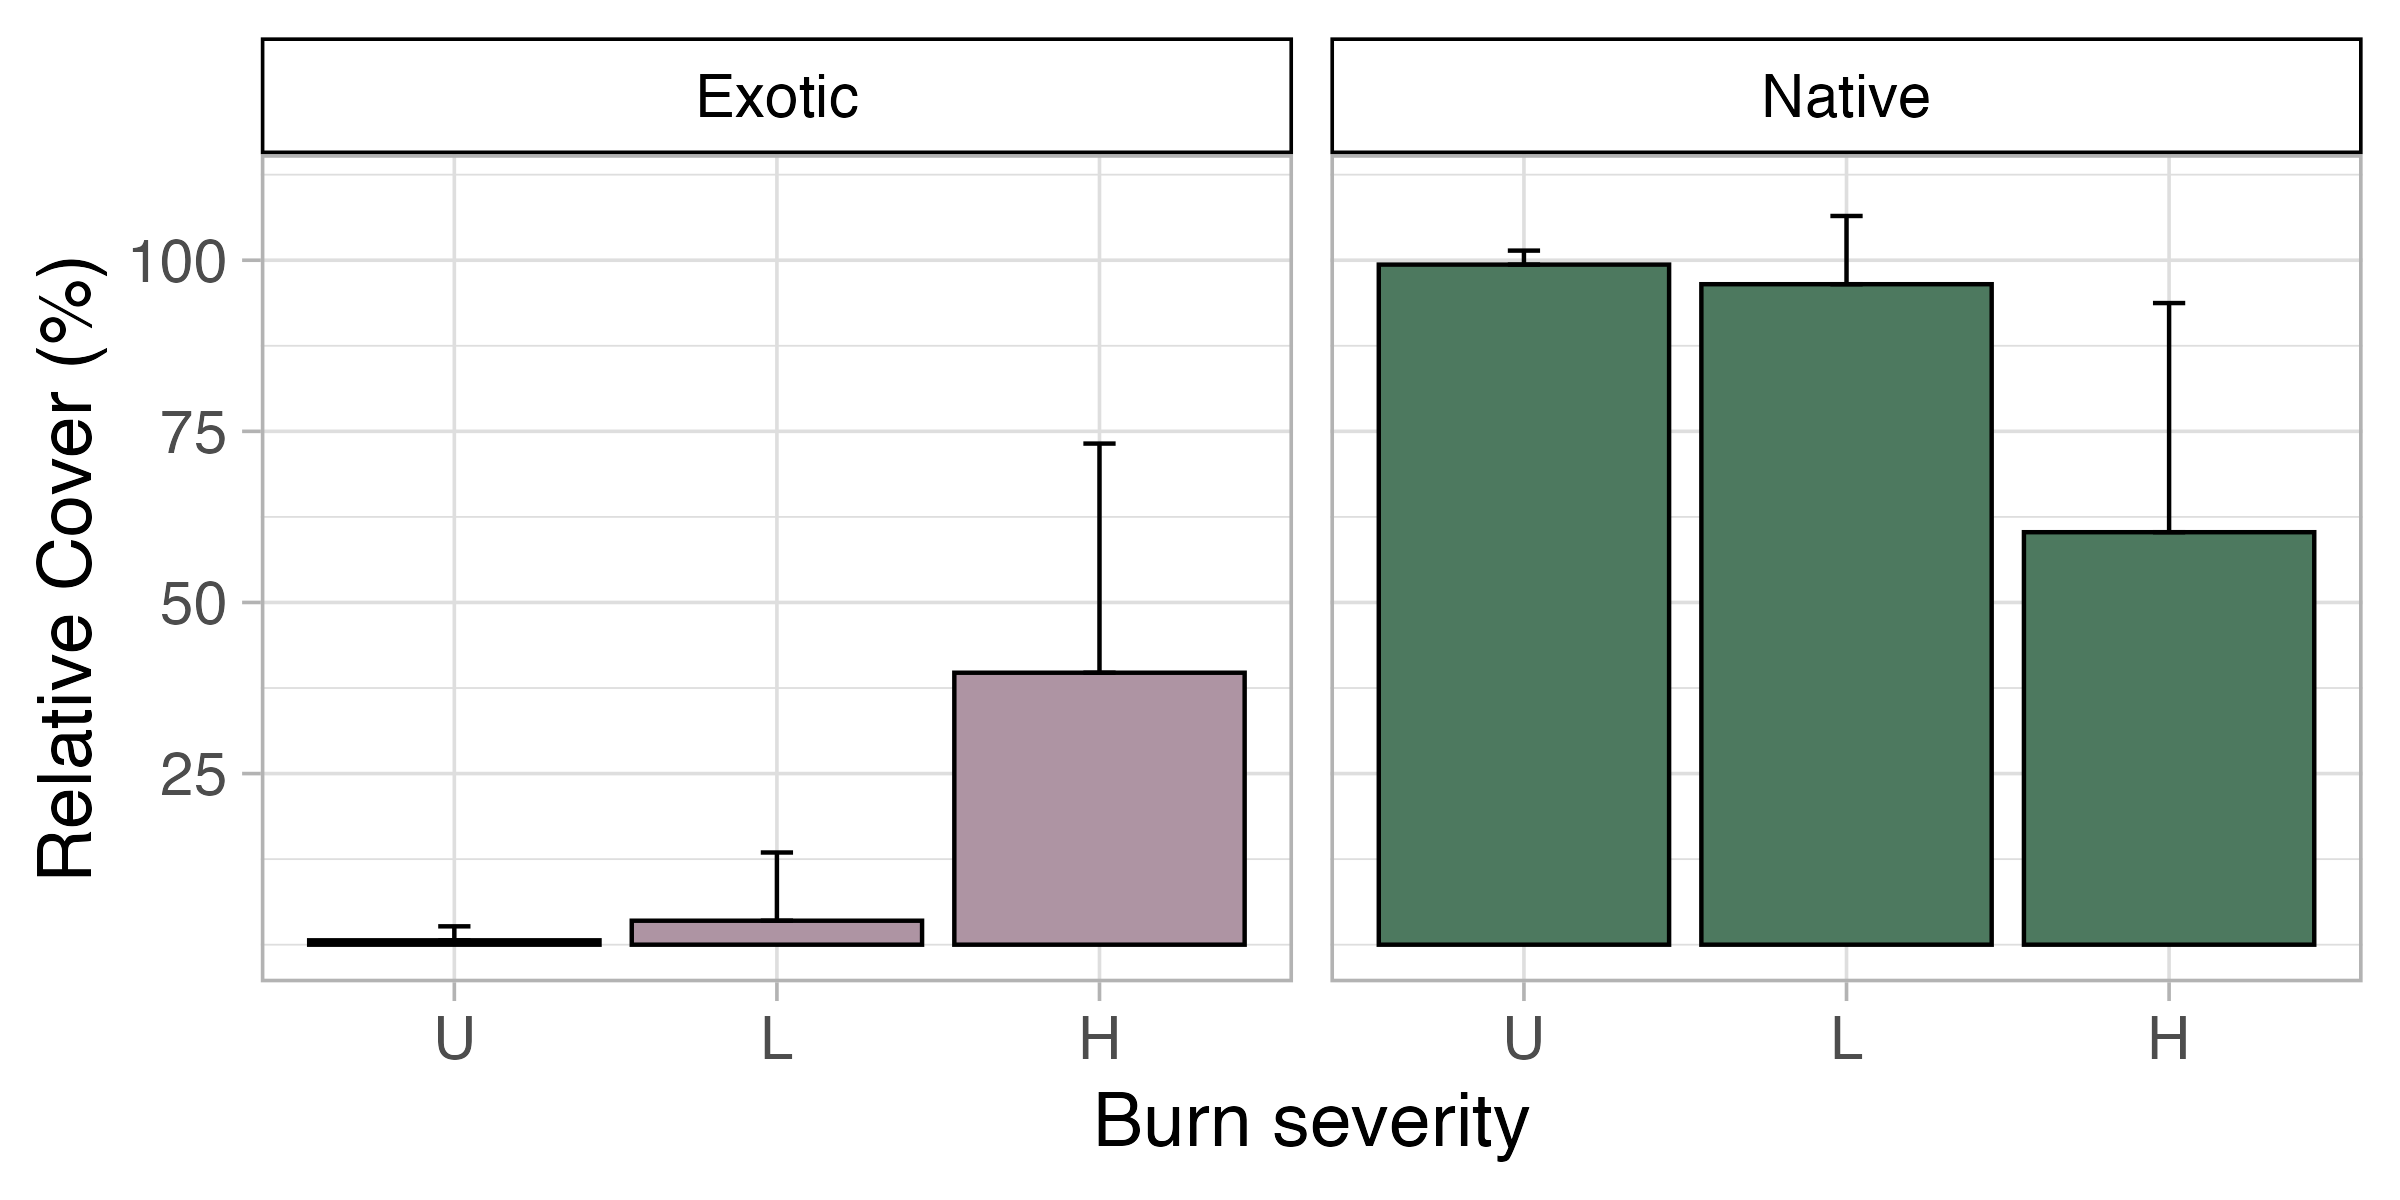 Exotic
Native
Relative Cover (%)
100
75
50
25
U L H
U L H
Burn severity